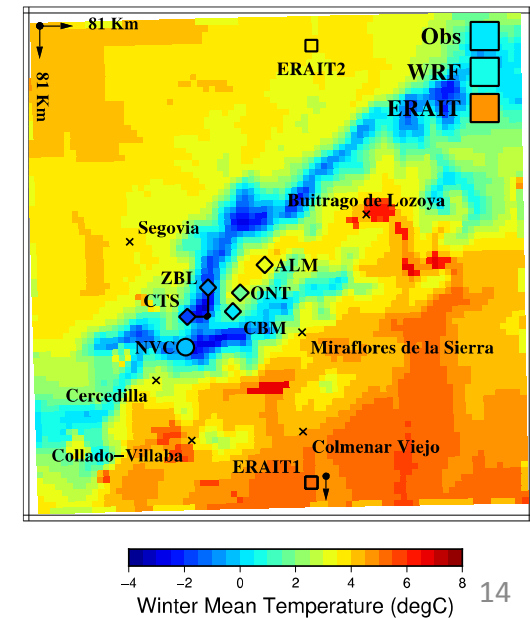 81 Km
81 Km
ERAIT2
Obs
WRF
ERAIT
Buitrago de Lozoya
Segovia
ZBL
ALM
CTS
ONT
CBM
NVC
Miraflores de la Sierra
Cercedilla
Collado−Villaba
Colmenar Viejo
ERAIT1
−4 −2 0 2 4 6 8
Winter Mean Temperature (degC)
14